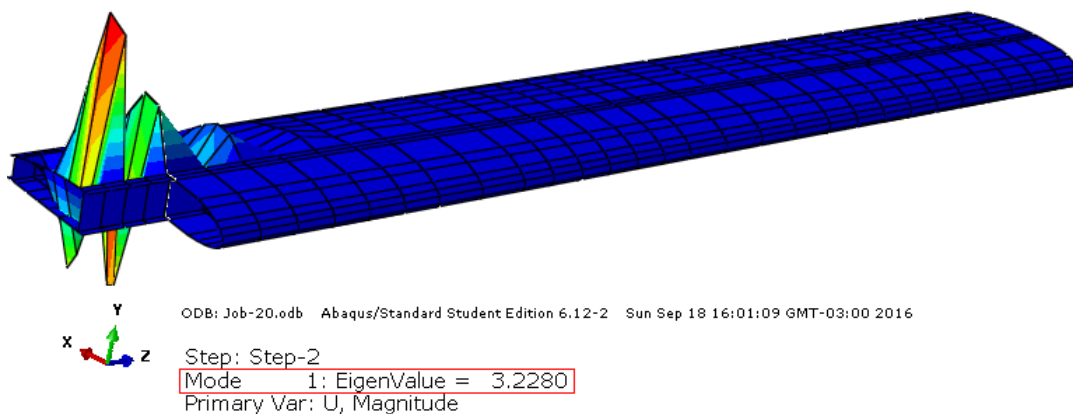 ODB: Job-20.odb Abaqus/Standard Student Edition 6.12-2 Sun Sep 18 16:01:09 GMT-03:00 2016
Y
X
Z
Step: Step-2
Mode 1: EigenValue = 3.2280
Primary Var: U, Magnitude